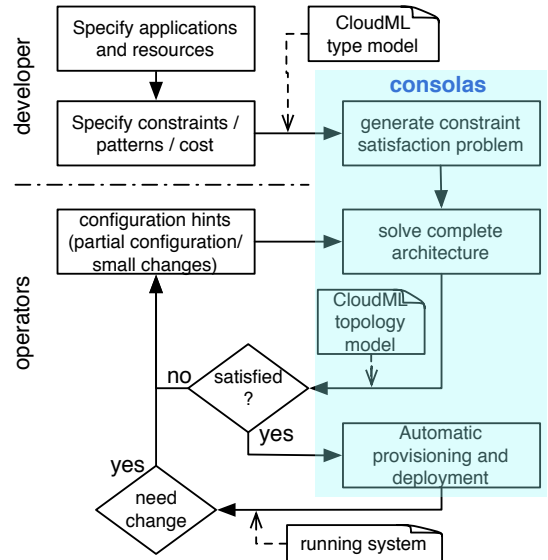 developer
Specify applications
and resources
CloudML
type model
consolas
Specify constraints /
patterns / cost
generate constraint
satisfaction problem
operators
configuration hints
(partial configuration/
small changes)
solve complete
architecture
CloudML
topology
model
no
satisfied
?
yes
Automatic
provisioning and
deployment
yes
need
change
running system